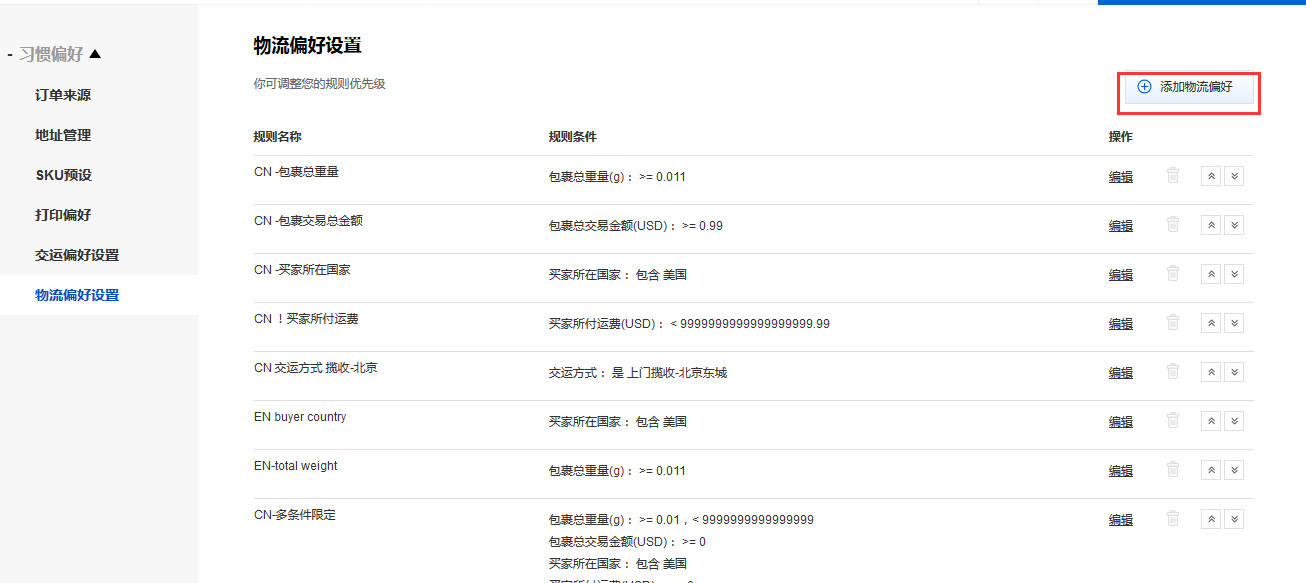 - 习惯偏好 ▲
订单来源
地址管理
SKU预设
打印偏好
交运偏好设置
物流偏好设置
物流偏好设置
你可调整您的规则优先级
添加物流偏好
规则名称 规则条件 操作
CN -包裹总重量 包裹总重量(g)： >= 0.011 编辑
CN -包裹交易总金额 包裹总交易金额(USD)： >= 0.99 编辑
CN -买家所在国家 买家所在国家： 包含 美国 编辑
CN ！买家所付运费 买家所付运费(USD)： < 9999999999999999999.99 编辑
CN 交运方式 揽收-北京 交运方式： 是 上门揽收-北京东城 编辑
EN buyer country 买家所在国家： 包含 美国 编辑
EN-total weight 包裹总重量(g)： >= 0.011 编辑
CN-多条件限定 包裹总重量(g)： >= 0.01，< 9999999999999999 编辑
包裹总交易金额(USD)： >= 0
买家所在国家： 包含 美国